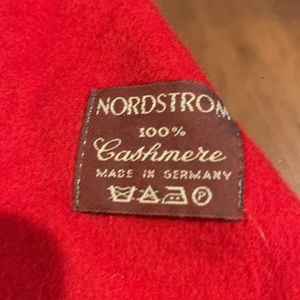 NORDSTROM
100%
Cashmere
MADE IN GERMANY
P